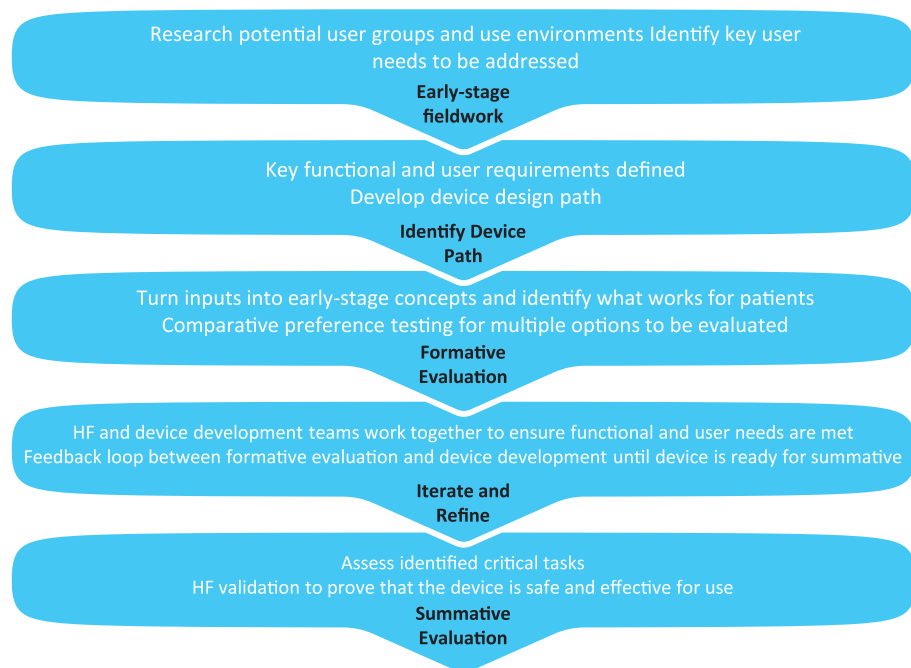 Research potential user groups and use environments Identify key user
needs to be addressed
Early-stage
fieldwork
Key functional and user requirements defined
Develop device design path
Identify Device
Path
Turn inputs into early-stage concepts and identify what works for patients
Comparative preference testing for multiple options to be evaluated
Formative
Evaluation
HF and device development teams work together to ensure functional and user needs are met
Feedback loop between formative evaluation and device development until device is ready for summative
Iterate and
Refine
Assess identified critical tasks
HF validation to prove that the device is safe and effective for use
Summative
Evaluation